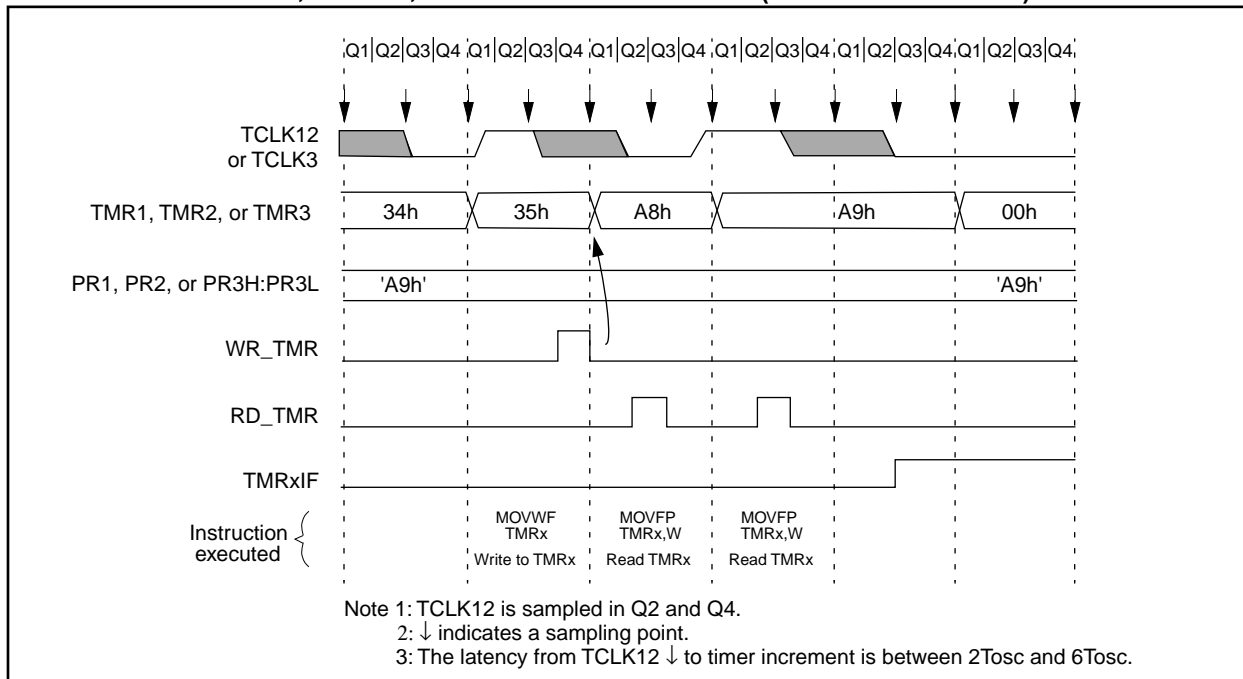 Q1 Q2 Q3 Q4 Q1 Q2 Q3 Q4 Q1 Q2 Q3 Q4 Q1 Q2 Q3 Q4 Q1 Q2 Q3 Q4 Q1 Q2 Q3 Q4
TCLK12
or TCLK3
TMR1, TMR2, or TMR3 34h 35h A8h A9h 00h
PR1, PR2, or PR3H:PR3L 'A9h' 'A9h'
WR_TMR
RD_TMR
TMRxIF
Instruction
executed
MOVWF
TMRx
Write to TMRx
MOVFP
TMRx,W
Read TMRx
MOVFP
TMRx,W
Read TMRx
Note 1: TCLK12 is sampled in Q2 and Q4.
2: ↓ indicates a sampling point.
3: The latency from TCLK12 ↓ to timer increment is between 2Tosc and 6Tosc.